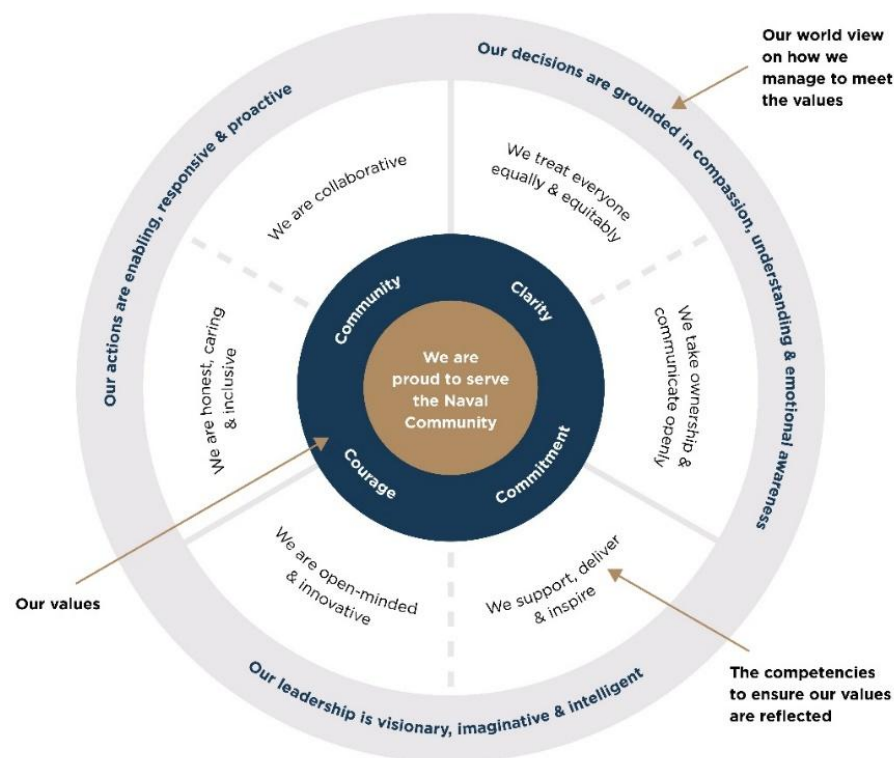 Our world view
on how we
manage to meet
the values
Our decisions are grounded in compassion, understanding & emotional awareness
Our actions are enabling, responsive & proactive
We are collaborative
We treat everyone
equally & equitably
Community
Clarity
We are honest, caring
& inclusive
We are
proud to serve
the Naval
Community
We take ownership &
communicate openly
Courage
Commitment
We are open-minded
& innovative
We support, deliver
& inspire
Our values
Our leadership is visionary, imaginative & intelligent
The competencies
to ensure our values
are reflected